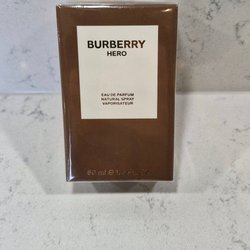 BURBERRY
HERO
EAU DE PARFUM
NATURAL SPRAY
VAPORISATEUR